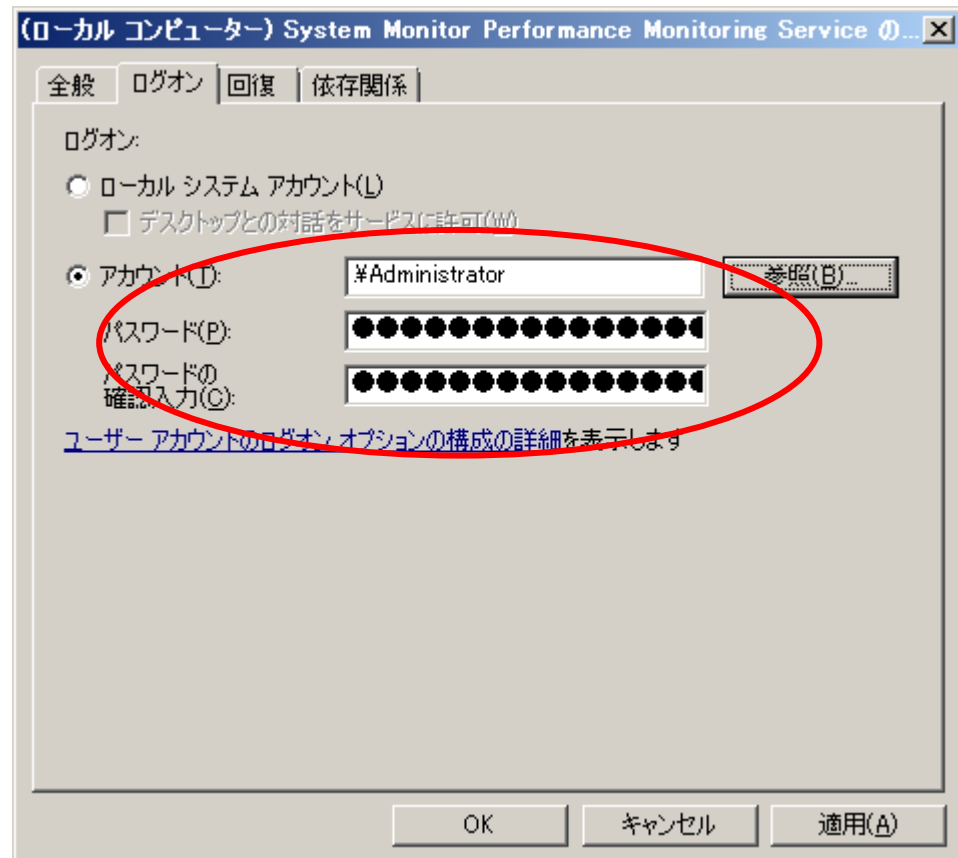 (ローカル コンピューター) System Monitor Performance Monitoring Service の...
全般 ログオン 回復 依存関係
ログオン:
ローカル システム アカウント(L)
デスクトップとの対話をサービスに許可(W)
アカウント(T): .¥Administrator 参照(B)...
パスワード(P): ●●●●●●●●●●●●●●●
パスワードの
確認入力(C): ●●●●●●●●●●●●●●●
ユーザー アカウントのログオン オプションの構成の詳細を表示します
OK キャンセル 適用(A)